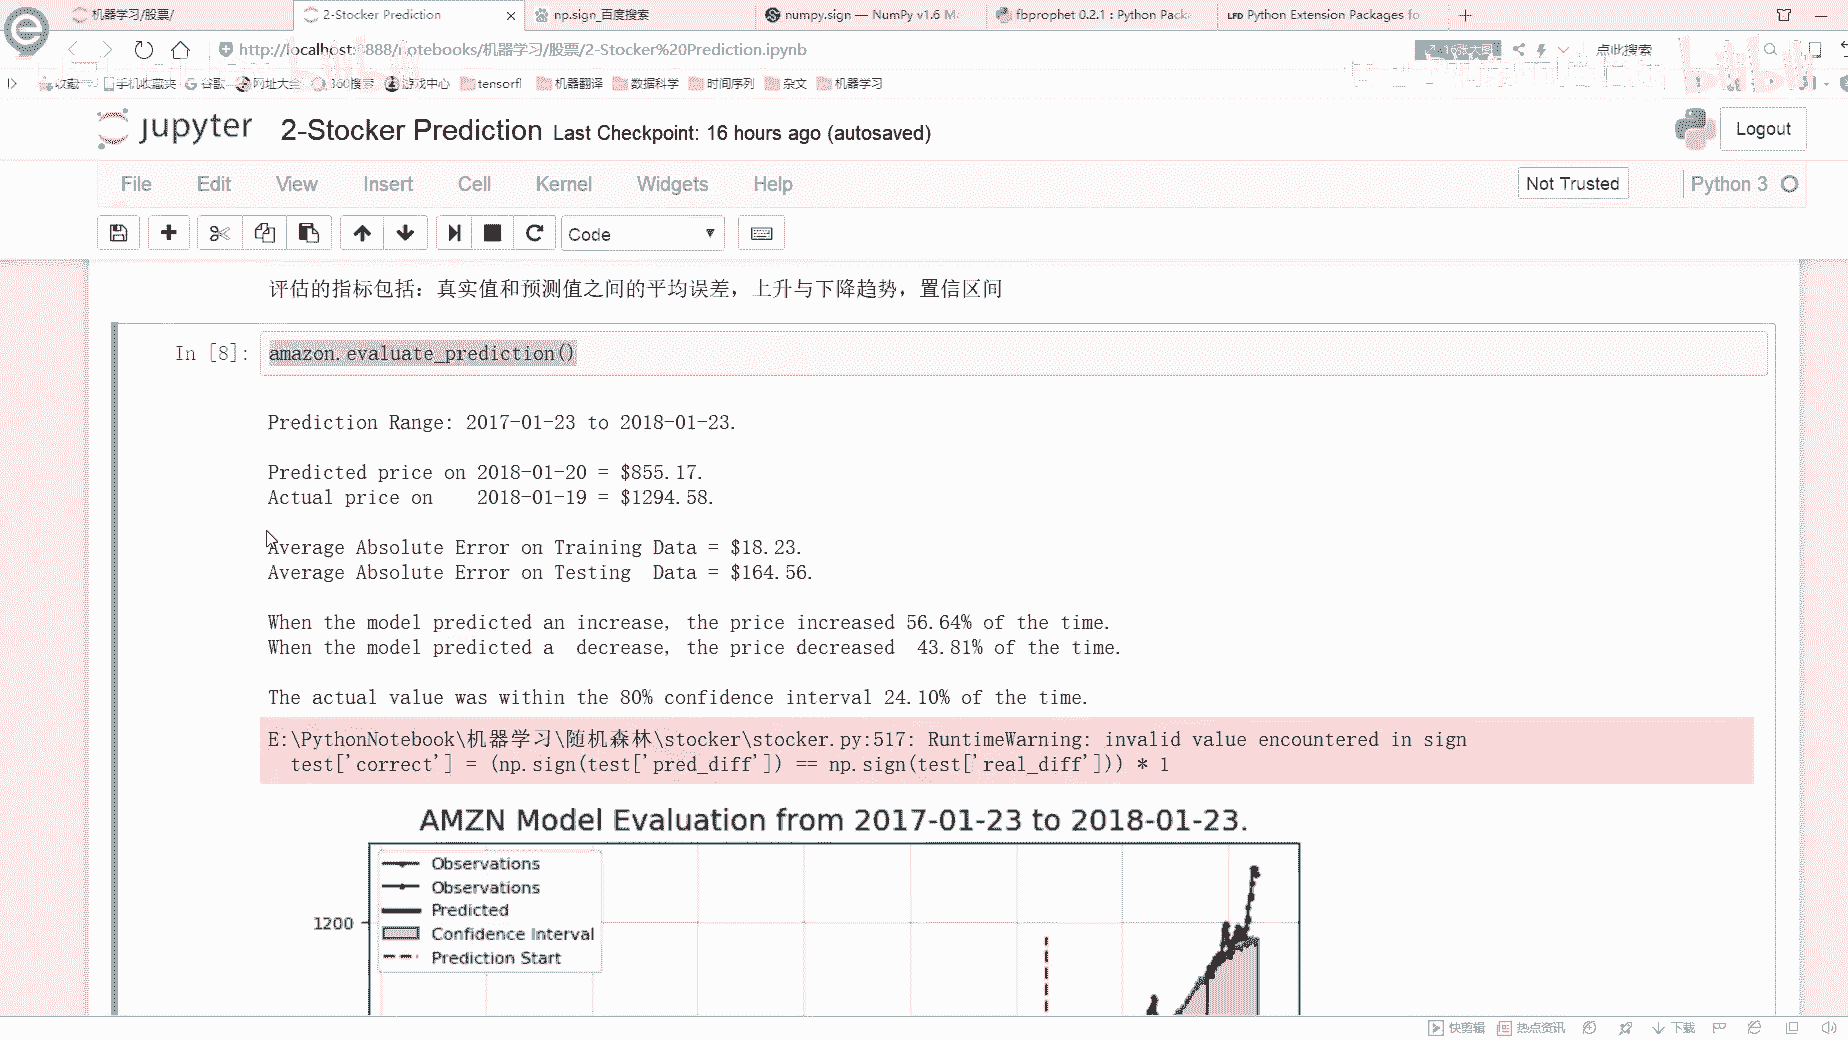 机器学习/股票/
2-Stocker Prediction
np.sign_百度搜索
numpy.sign — NumPy v1.6 M
fbprophet 0.2.1 : Python Pack
Python Extension Packages fo
http://localhost:8888/notebooks/机器学习/股票/2-Stocker%20Prediction.ipynb
16张大图
点此搜索
收藏
手机收藏夹
谷歌
网址大全
360搜索
游戏中心
tensorfl
机器翻译
数据科学
时间序列
杂文
机器学习
jupyter
2-Stocker Prediction Last Checkpoint: 16 hours ago (autosaved)
Logout
File
Edit
View
Insert
Cell
Kernel
Widgets
Help
Not Trusted
Python 3
Code
评估的指标包括：真实值和预测值之间的平均误差，上升与下降趋势，置信区间
In [8]: amazon.evaluate_prediction()
Prediction Range: 2017-01-23 to 2018-01-23.
Predicted price on 2018-01-20 = $855.17.
Actual price on    2018-01-19 = $1294.58.
Average Absolute Error on Training Data = $18.23.
Average Absolute Error on Testing  Data = $164.56.
When the model predicted an increase, the price increased 56.64% of the time.
When the model predicted a  decrease, the price decreased  43.81% of the time.
The actual value was within the 80% confidence interval 24.10% of the time.
E:\PythonNotebook\机器学习\随机森林\stocker\stocker.py:517: RuntimeWarning: invalid value encountered in sign
test['correct'] = (np.sign(test['pred_diff']) == np.sign(test['real_diff'])) * 1
AMZN Model Evaluation from 2017-01-23 to 2018-01-23.
Observations
Observations
Predicted
Confidence Interval
Prediction Start
1200
快剪辑
热点资讯
下载